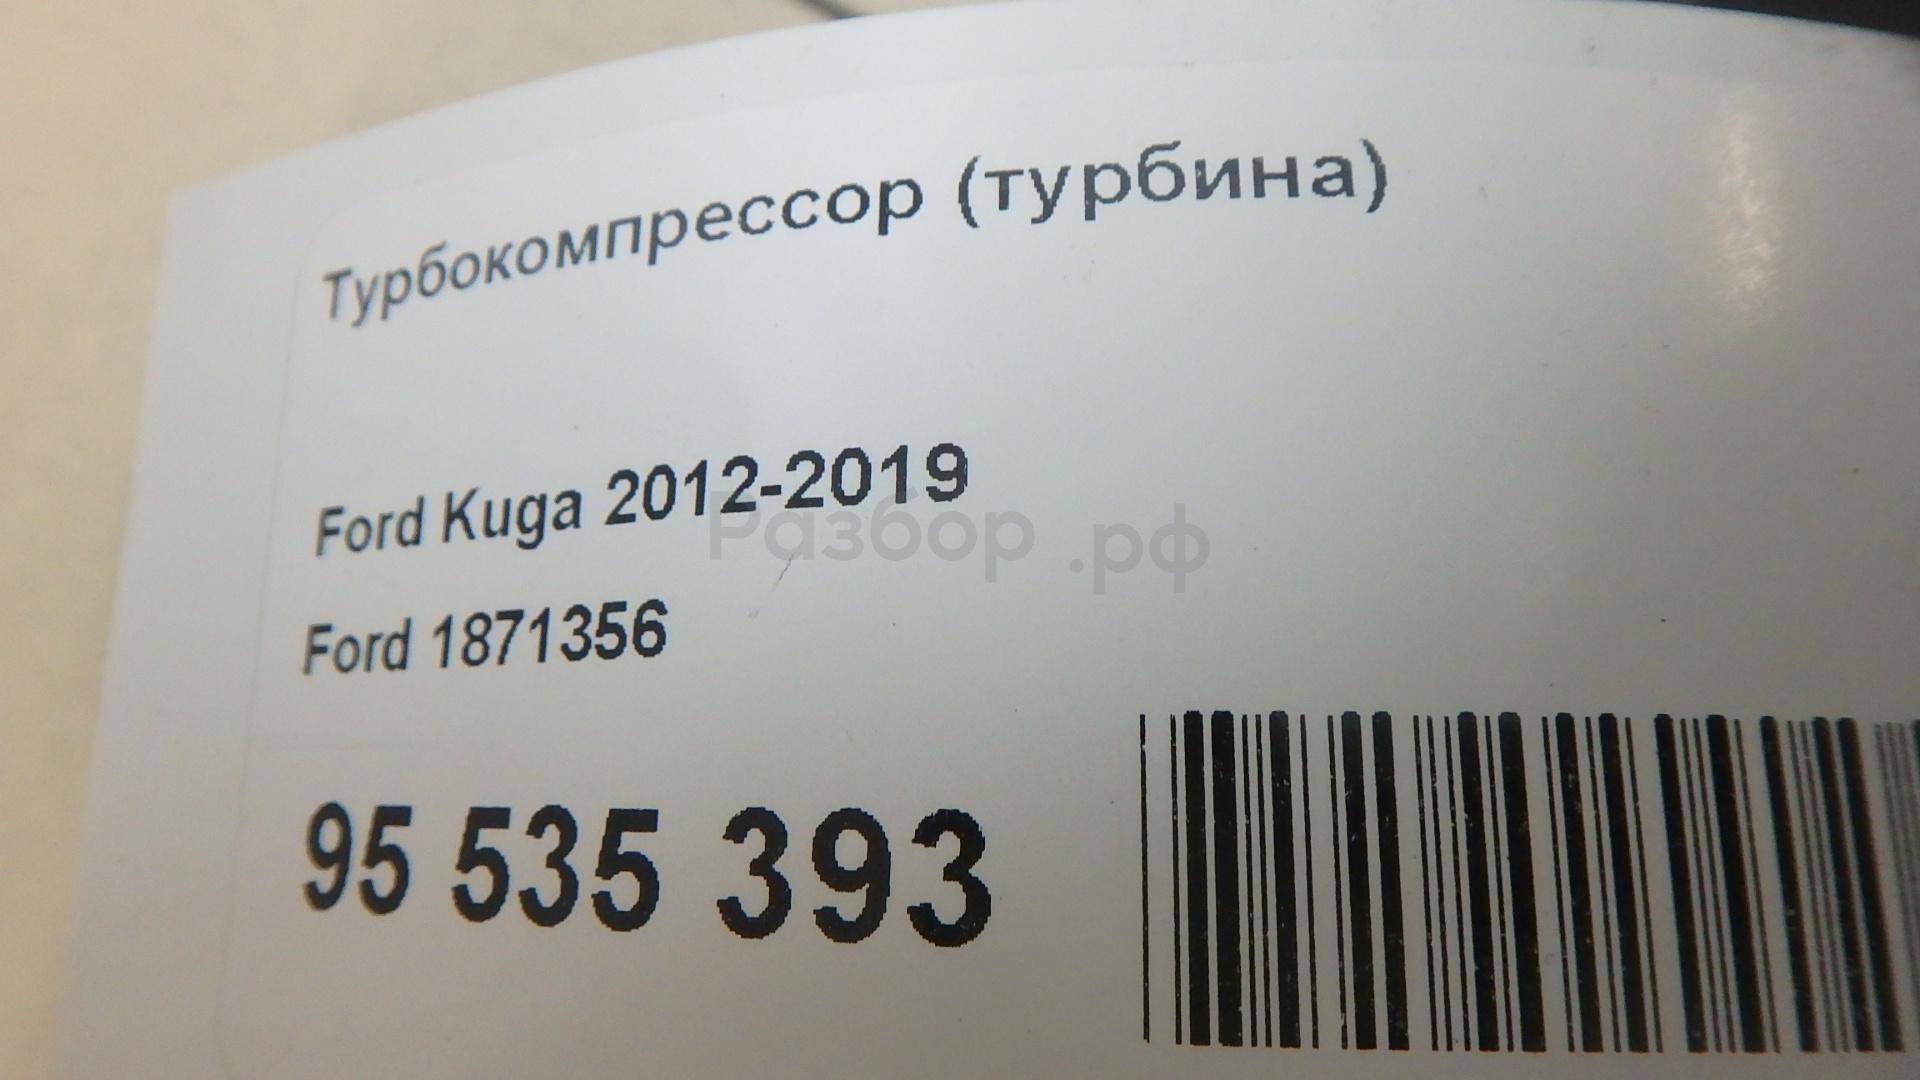 Турбокомпрессор (турбина)
Ford Kuga 2012-2019
Разбор.рф
Ford 1871356
95 535 393